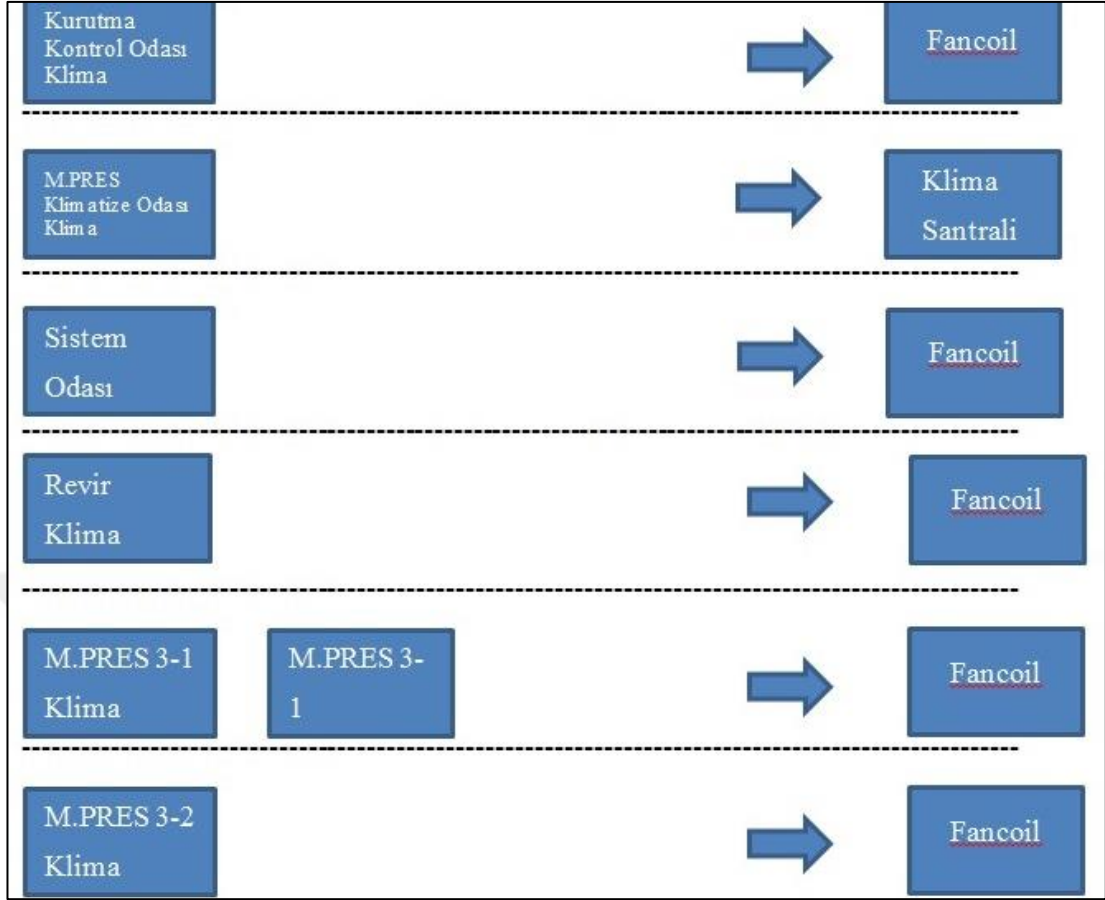 Kurutma
Kontrol Odası
Klima
Fancoil
M.PRES
Klimatize Odası
Klima
Klima
Santrali
Sistem
Odası
Fancoil
Revir
Klima
Fancoil
M.PRES 3-1
Klima
M.PRES 3-
1
Fancoil
M.PRES 3-2
Klima
Fancoil